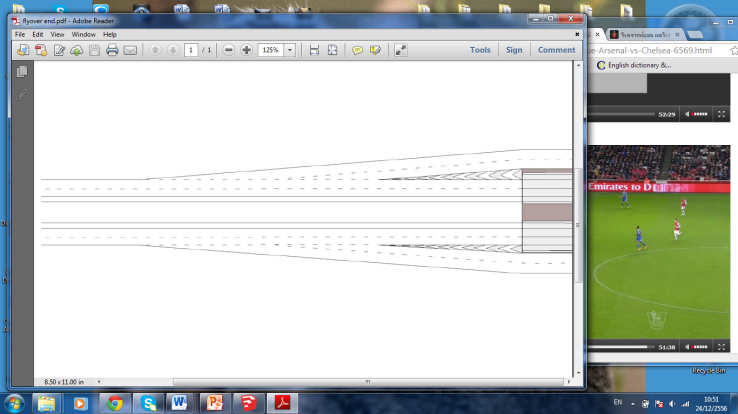 flyover end.pdf - Adobe Reader
File Edit View Window Help
1 / 1
125%
Tools Sign Comment
8.50 x 11.00 in
ue-Arsenal-vs-Chelsea-6569.html
English dictionary &...
52:29
Emirates to D
51:38
Recycle Bin
EN
10:51
24/12/2556